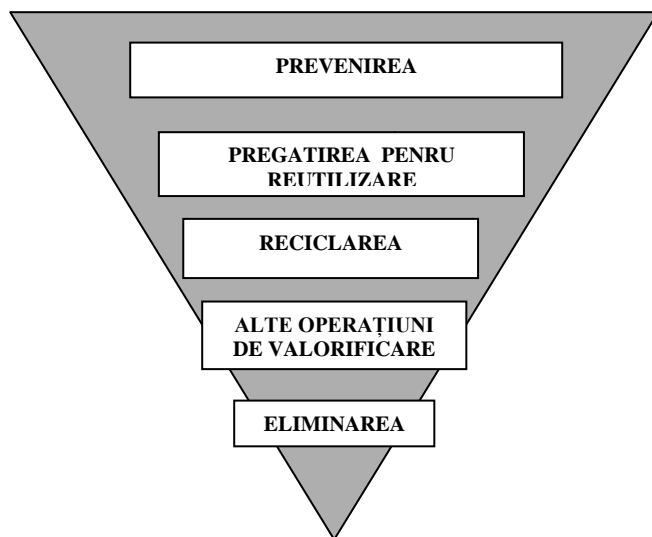 PREVENIREA
PREGATIREA PENRU
REUTILIZARE
RECICLAREA
ALTE OPERAȚIUNI
DE VALORIFICARE
ELIMINAREA